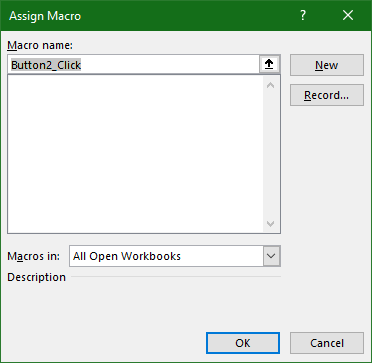 Assign Macro
?
Macro name:
Button2_Click
New
Record...
Macros in:
All Open Workbooks
Description
OK
Cancel